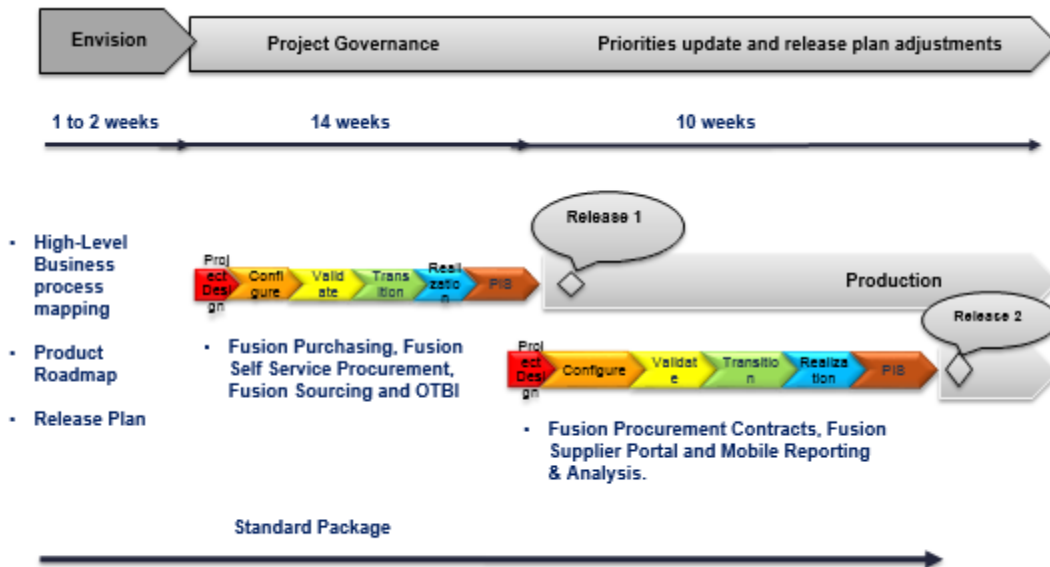 Envision
Project Governance
Priorities update and release plan adjustments
1 to 2 weeks
14 weeks
10 weeks
▪ High-Level
Business
process
mapping
▪ Product
Roadmap
▪ Release Plan
Release 1
Proj
ect
Desi
gn
Confi
gure
Valid
ate
Trans
ition
Reali
zatio
n
PIS
Production
▪ Fusion Purchasing, Fusion
Self Service Procurement,
Fusion Sourcing and OTBI
Release 2
Proj
ect
Desi
gn
Configure
Validat
e
Transitio
n
Realiza
tion
PIS
▪ Fusion Procurement Contracts, Fusion
Supplier Portal and Mobile Reporting
& Analysis.
Standard Package